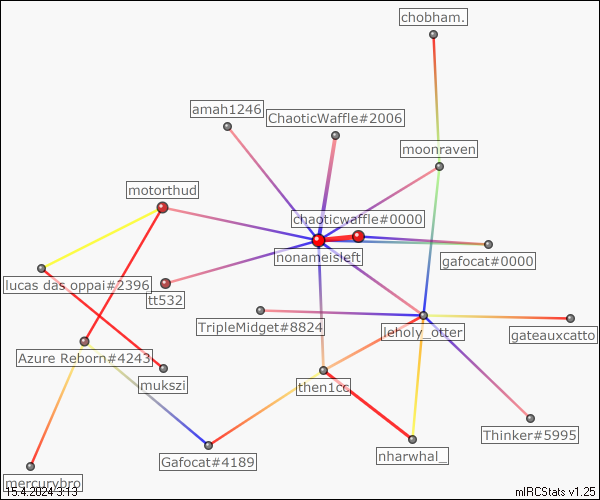 chobham.
amah1246
ChaoticWaffle#2006
moonraven
motorthud
chaoticwaffle#0000
nonameisleft
gafocat#0000
lucas das oppai#2396
tt532
TripleMidget#8824
leholy_otter
gateauxcatto
Azure Reborn#4243
mukszi
then1cc
Thinker#5995
nharwhal_
Gafocat#4189
mercurybro
15.4.2024 3:13
mIRCStats v1.25